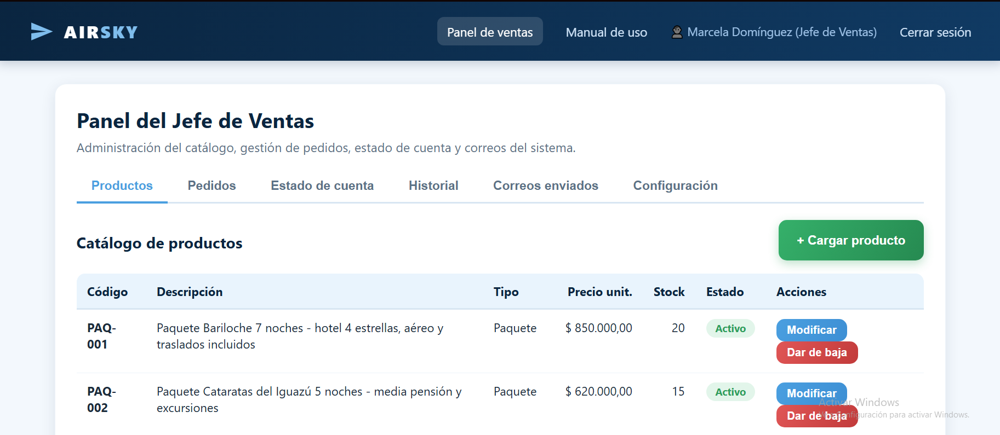 AIRSKY
Panel de ventas
Manual de uso
Marcela Domínguez (Jefe de Ventas)
Cerrar sesión
Panel del Jefe de Ventas
Administración del catálogo, gestión de pedidos, estado de cuenta y correos del sistema.
Productos
Pedidos
Estado de cuenta
Historial
Correos enviados
Configuración
Catálogo de productos
+ Cargar producto
Código
Descripción
Tipo
Precio unit.
Stock
Estado
Acciones
PAQ-
001
Paquete Bariloche 7 noches - hotel 4 estrellas, aéreo y
traslados incluidos
Paquete
$ 850.000,00
20
Activo
Modificar
Dar de baja
PAQ-
002
Paquete Cataratas del Iguazú 5 noches - media pensión y
excursiones
Paquete
$ 620.000,00
15
Activo
Modificar
Dar de baja
Activar Windows
Ve a Configuración para activar Windows.